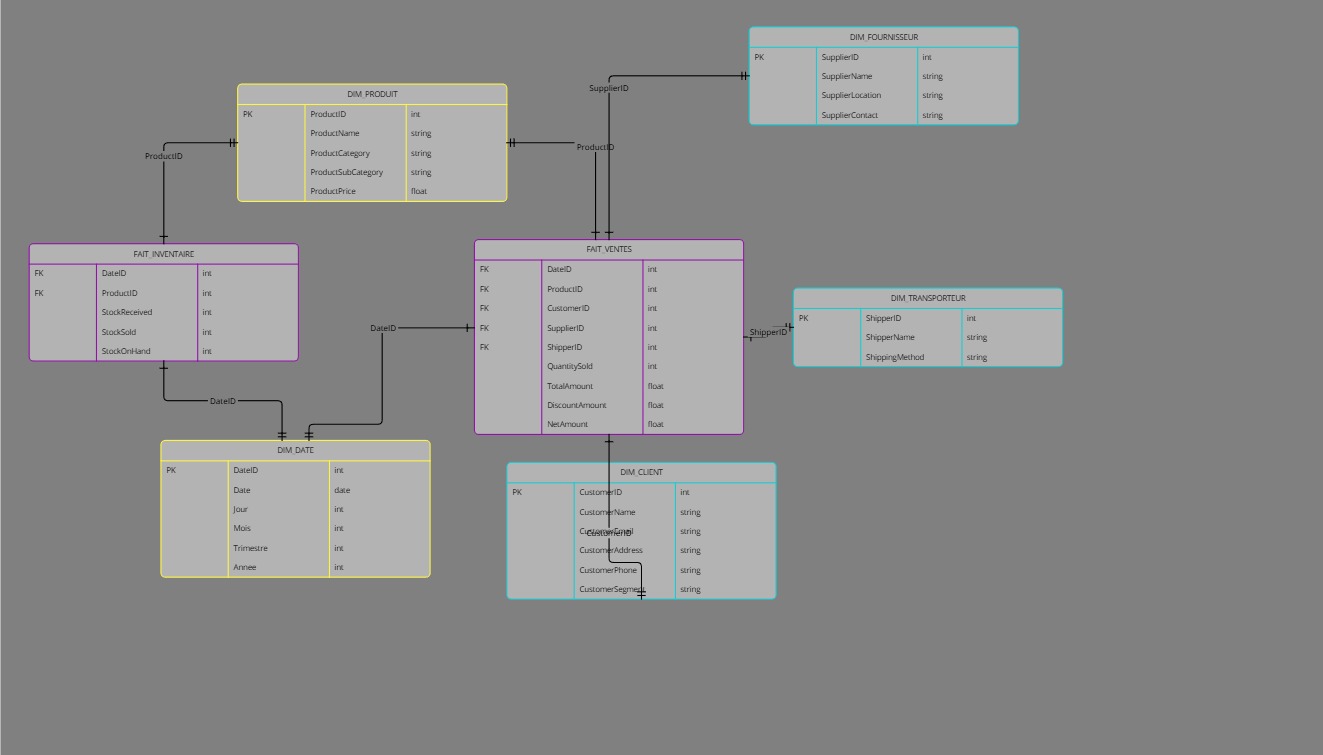 DIM_FOURNISSEUR
PK SupplierID int
SupplierName string
SupplierLocation string
SupplierContact string
SupplierID
DIM_PRODUIT
PK ProductID int
ProductName string
ProductCategory string
ProductSubCategory string
ProductPrice float
ProductID
ProductID
FAIT_INVENTAIRE
FK DateID int
FK ProductID int
StockReceived int
StockSold int
StockOnHand int
FAIT_VENTES
FK DateID int
FK ProductID int
FK CustomerID int
FK SupplierID int
FK ShipperID int
QuantitySold int
TotalAmount float
DiscountAmount float
NetAmount float
DIM_TRANSPORTEUR
PK ShipperID int
ShipperName string
ShippingMethod string
ShipperID
DateID
DateID
DIM_DATE
PK DateID int
Date date
Jour int
Mois int
Trimestre int
Annee int
DIM_CLIENT
PK CustomerID int
CustomerName string
CustomerEmail string
CustomerID
CustomerAddress string
CustomerPhone string
CustomerSegment string